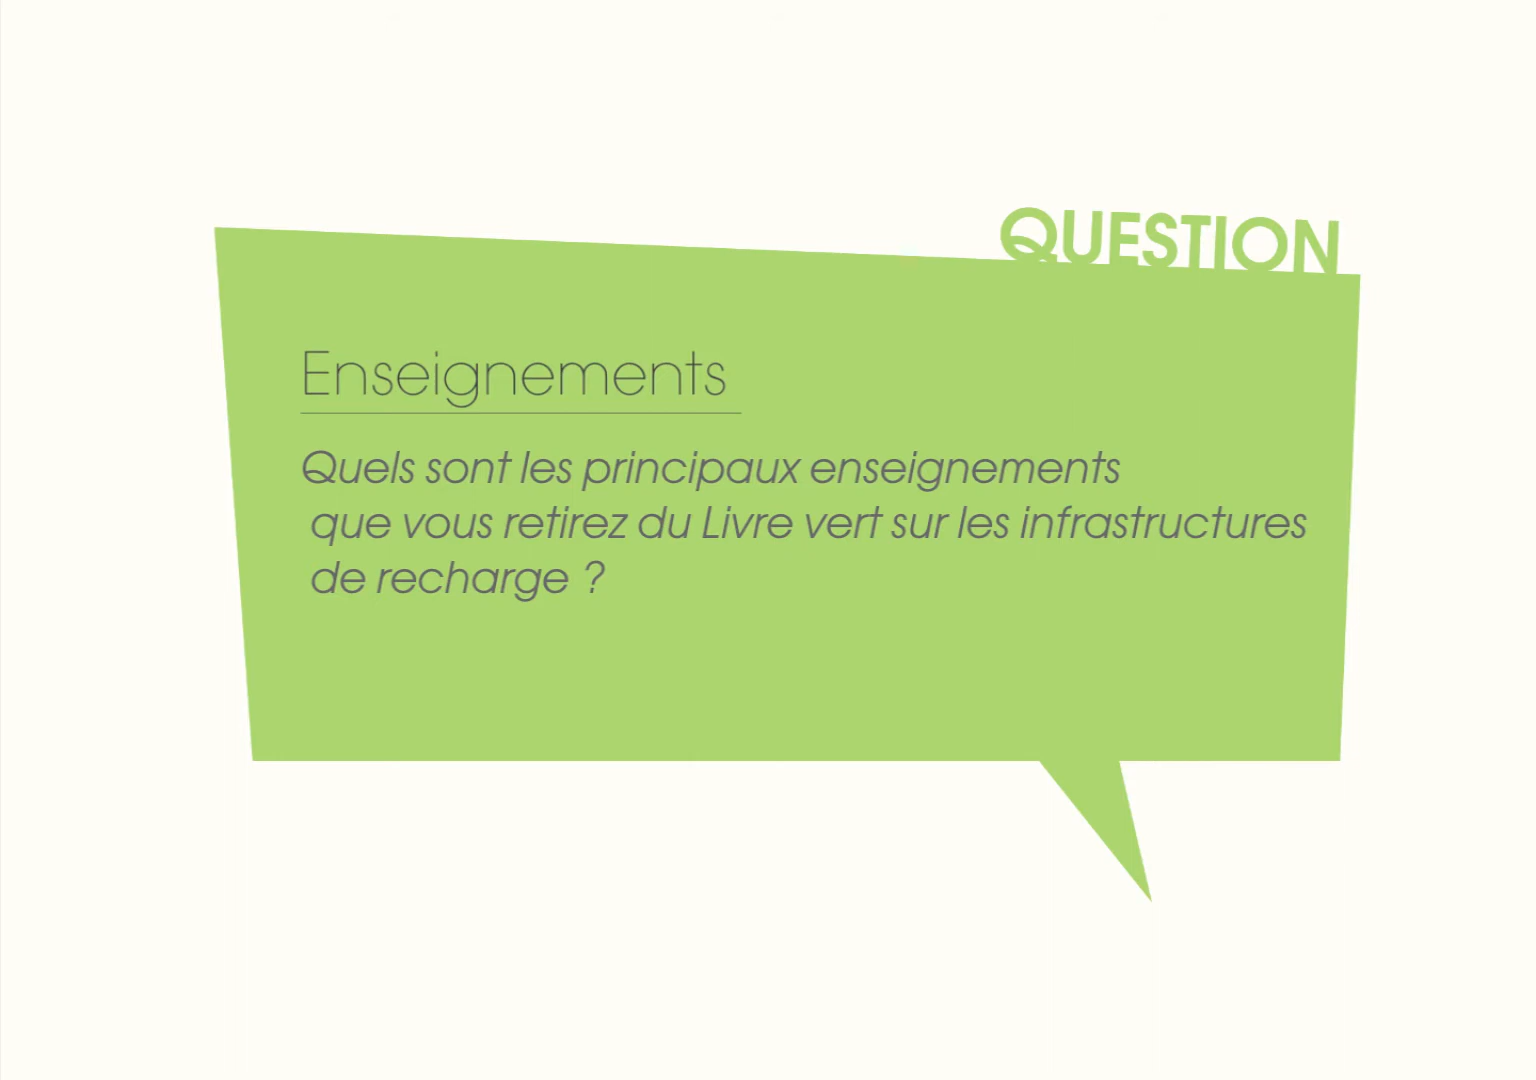 QUESTION
Enseignements
Quels sont les principaux enseignements
que vous retirez du Livre vert sur les infrastructures
de recharge ?